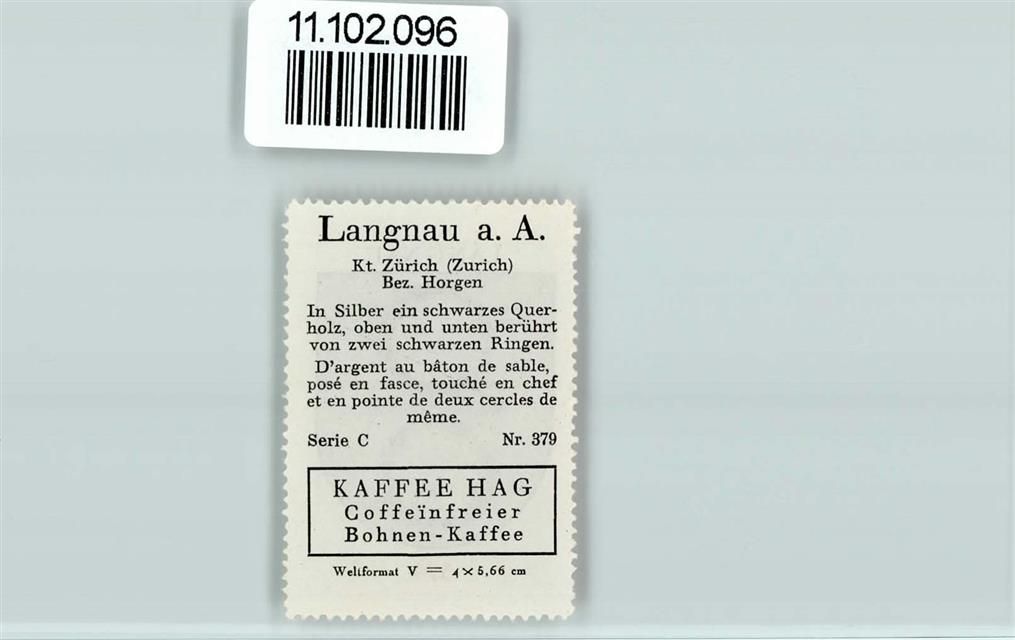 11.102.096
Langnau a. A.
Kt. Zürich (Zurich)
Bez. Horgen
In Silber ein schwarzes Quer-
holz, oben und unten berührt
von zwei schwarzen Ringen.
D'argent au bâton de sable,
posé en fasce, touché en chef
et en pointe de deux cercles de
même.
Serie C Nr. 379
KAFFEE HAG
Coffeïnfreier
Bohnen-Kaffee
Weltformat V = 4 × 5,66 cm